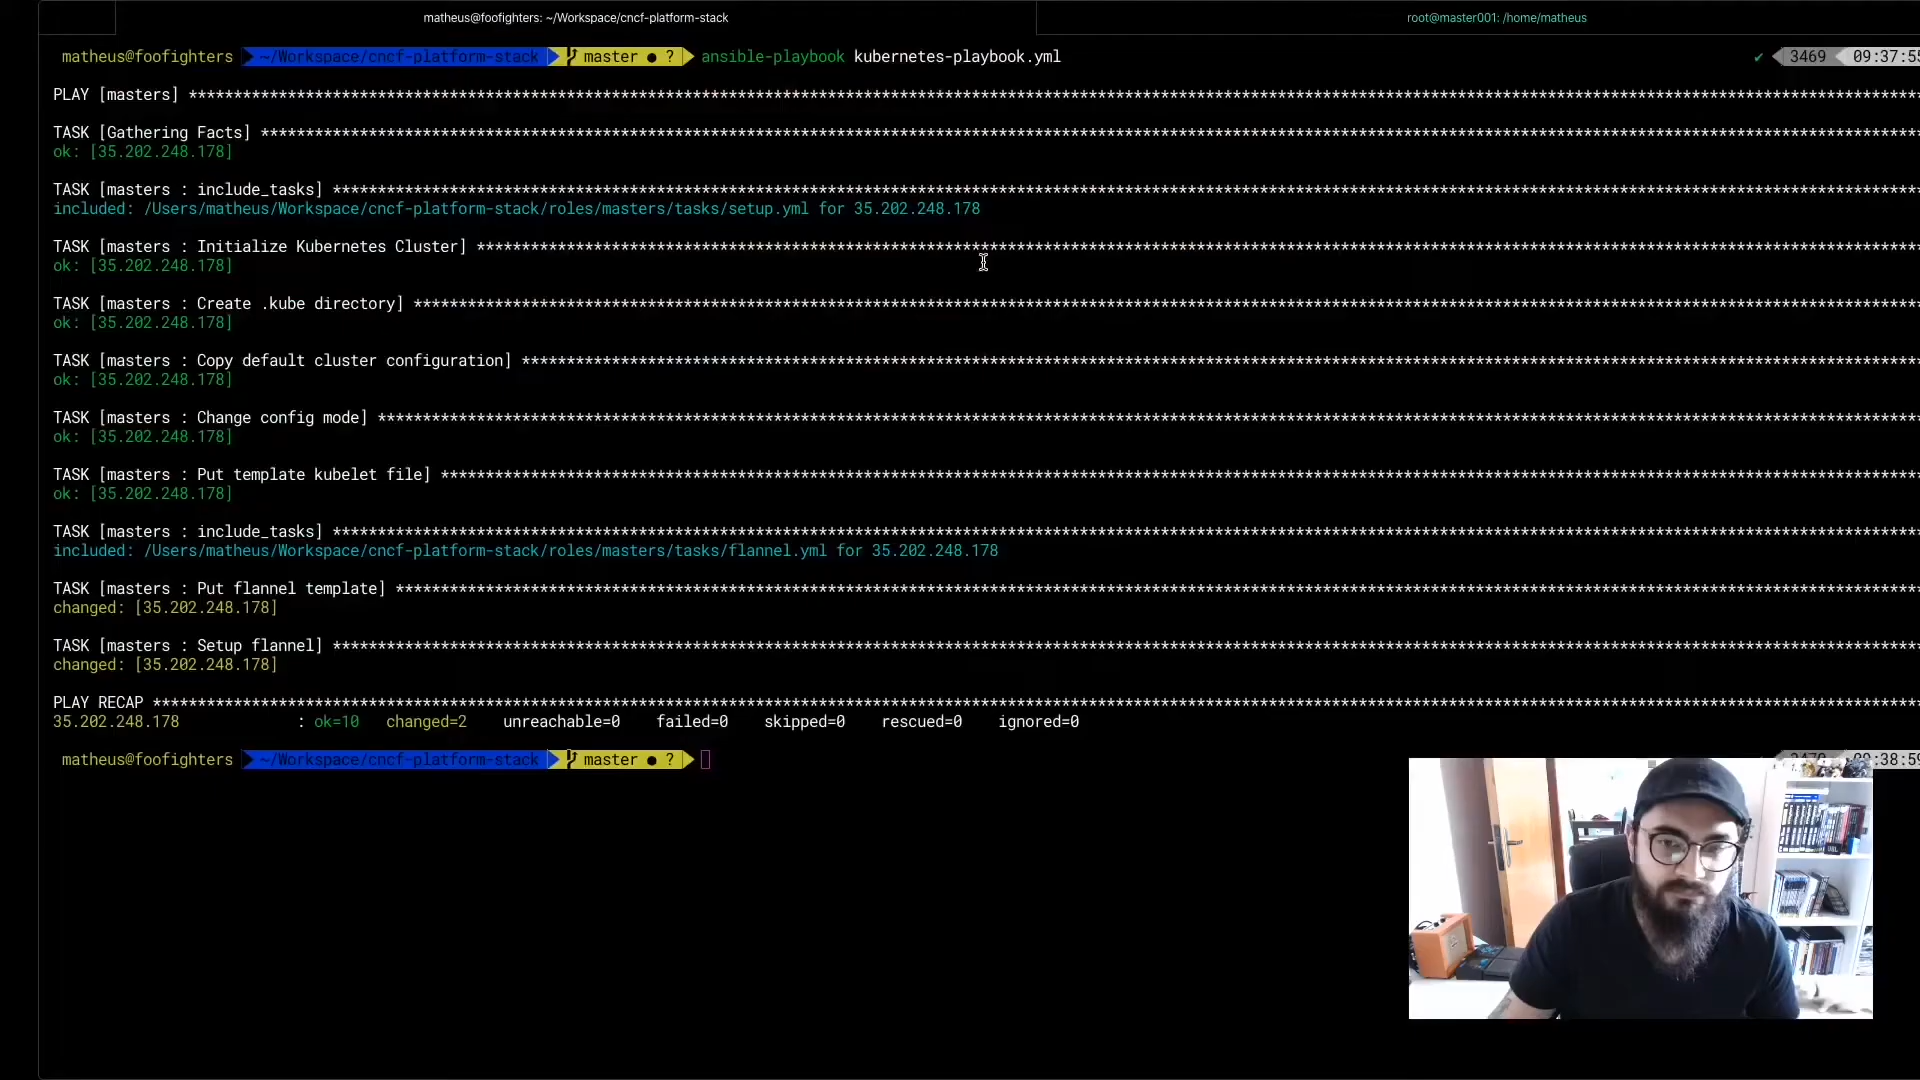 matheus@foofighters: ~/Workspace/cncf-platform-stack
root@master001: /home/matheus
matheus@foofighters ~/Workspace/cncf-platform-stack master ● ? ansible-playbook kubernetes-playbook.yml ✔ 3469 09:37:55
PLAY [masters] ****************************************************************
TASK [Gathering Facts] ****************************************************************
ok: [35.202.248.178]
TASK [masters : include_tasks] ****************************************************************
included: /Users/matheus/Workspace/cncf-platform-stack/roles/masters/tasks/setup.yml for 35.202.248.178
TASK [masters : Initialize Kubernetes Cluster] ****************************************************************
ok: [35.202.248.178]
TASK [masters : Create .kube directory] ****************************************************************
ok: [35.202.248.178]
TASK [masters : Copy default cluster configuration] ****************************************************************
ok: [35.202.248.178]
TASK [masters : Change config mode] ****************************************************************
ok: [35.202.248.178]
TASK [masters : Put template kubelet file] ****************************************************************
ok: [35.202.248.178]
TASK [masters : include_tasks] ****************************************************************
included: /Users/matheus/Workspace/cncf-platform-stack/roles/masters/tasks/flannel.yml for 35.202.248.178
TASK [masters : Put flannel template] ****************************************************************
changed: [35.202.248.178]
TASK [masters : Setup flannel] ****************************************************************
changed: [35.202.248.178]
PLAY RECAP ****************************************************************
35.202.248.178 : ok=10 changed=2 unreachable=0 failed=0 skipped=0 rescued=0 ignored=0
matheus@foofighters ~/Workspace/cncf-platform-stack master ● ?